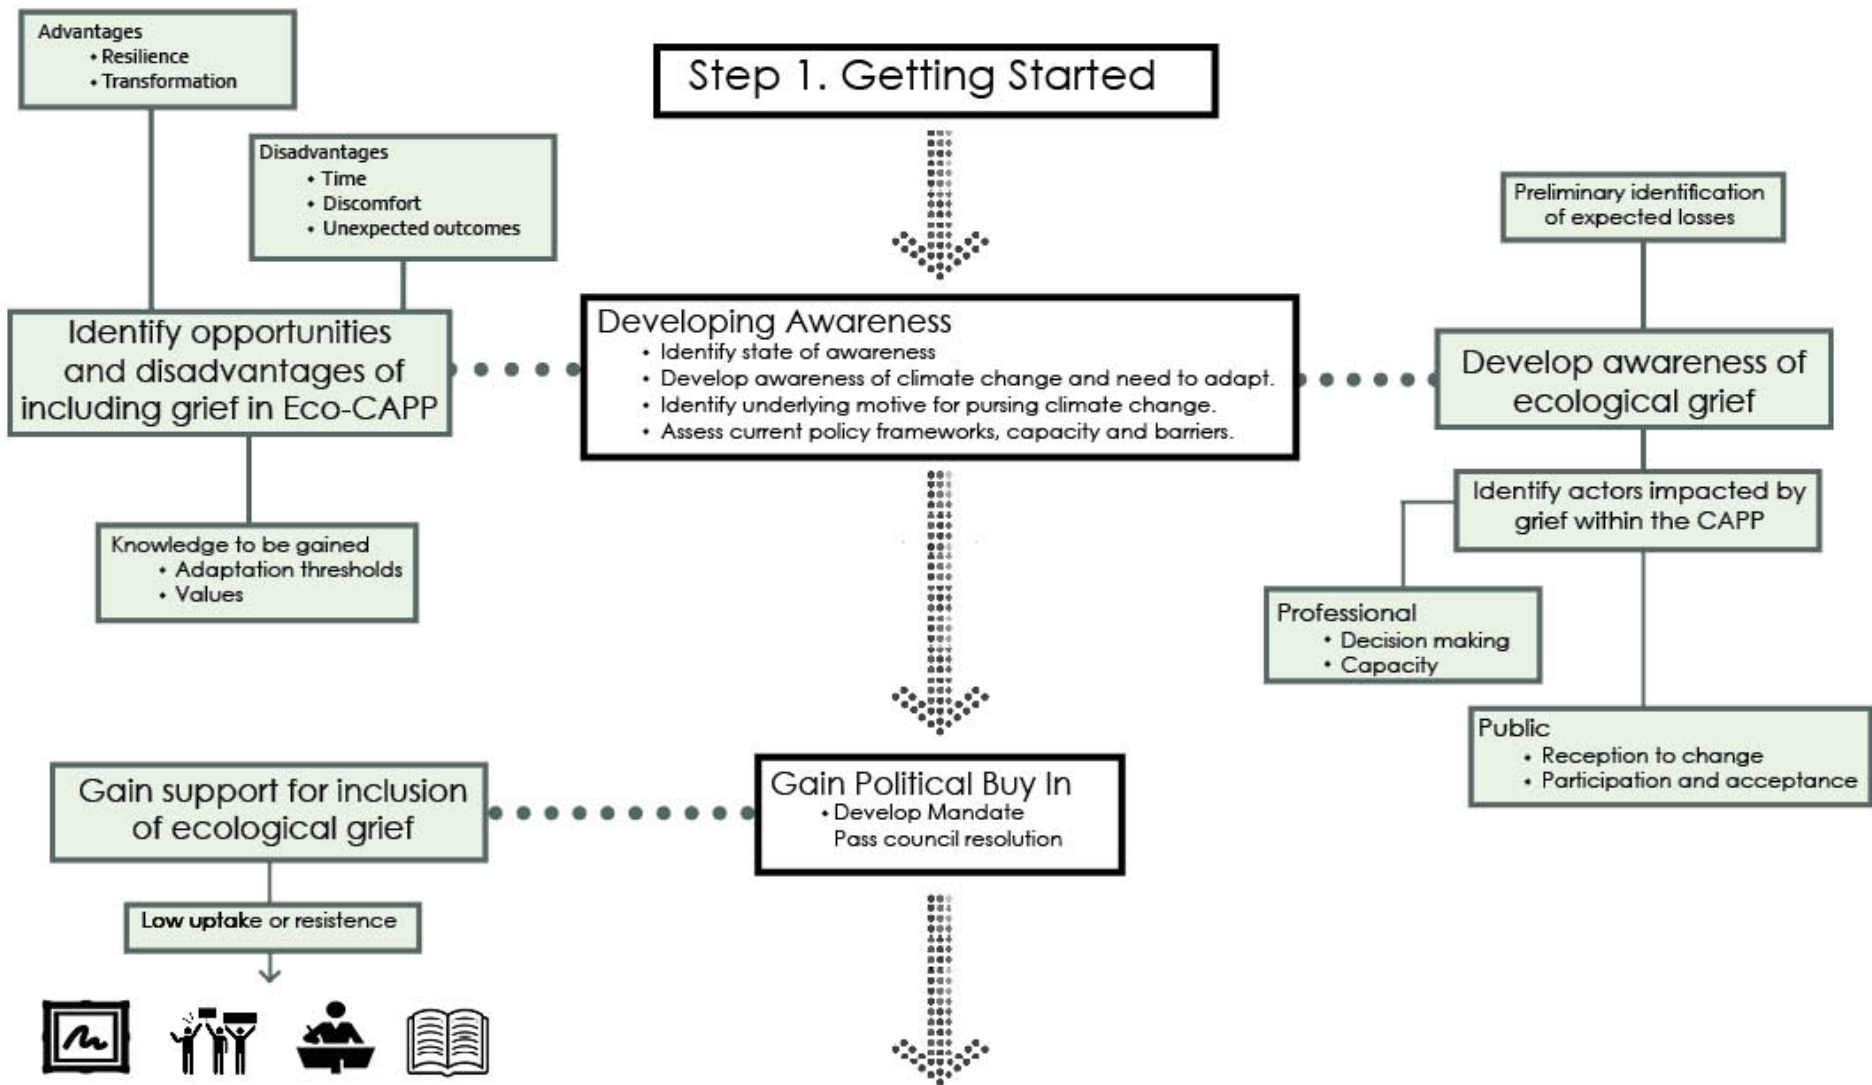 Advantages
• Resilience
• Transformation
Step 1. Getting Started
Disadvantages
• Time
• Discomfort
• Unexpected outcomes
Preliminary identification
of expected losses
Identify opportunities
and disadvantages of
including grief in Eco-CAPP
Developing Awareness
• Identify state of awareness
• Develop awareness of climate change and need to adapt.
• Identify underlying motive for pursing climate change.
• Assess current policy frameworks, capacity and barriers.
Develop awareness of
ecological grief
Identify actors impacted by
grief within the CAPP
Knowledge to be gained
• Adaptation thresholds
• Values
Professional
• Decision making
• Capacity
Public
• Reception to change
• Participation and acceptance
Gain support for inclusion
of ecological grief
Gain Political Buy In
• Develop Mandate
Pass council resolution
Low uptake or resistence